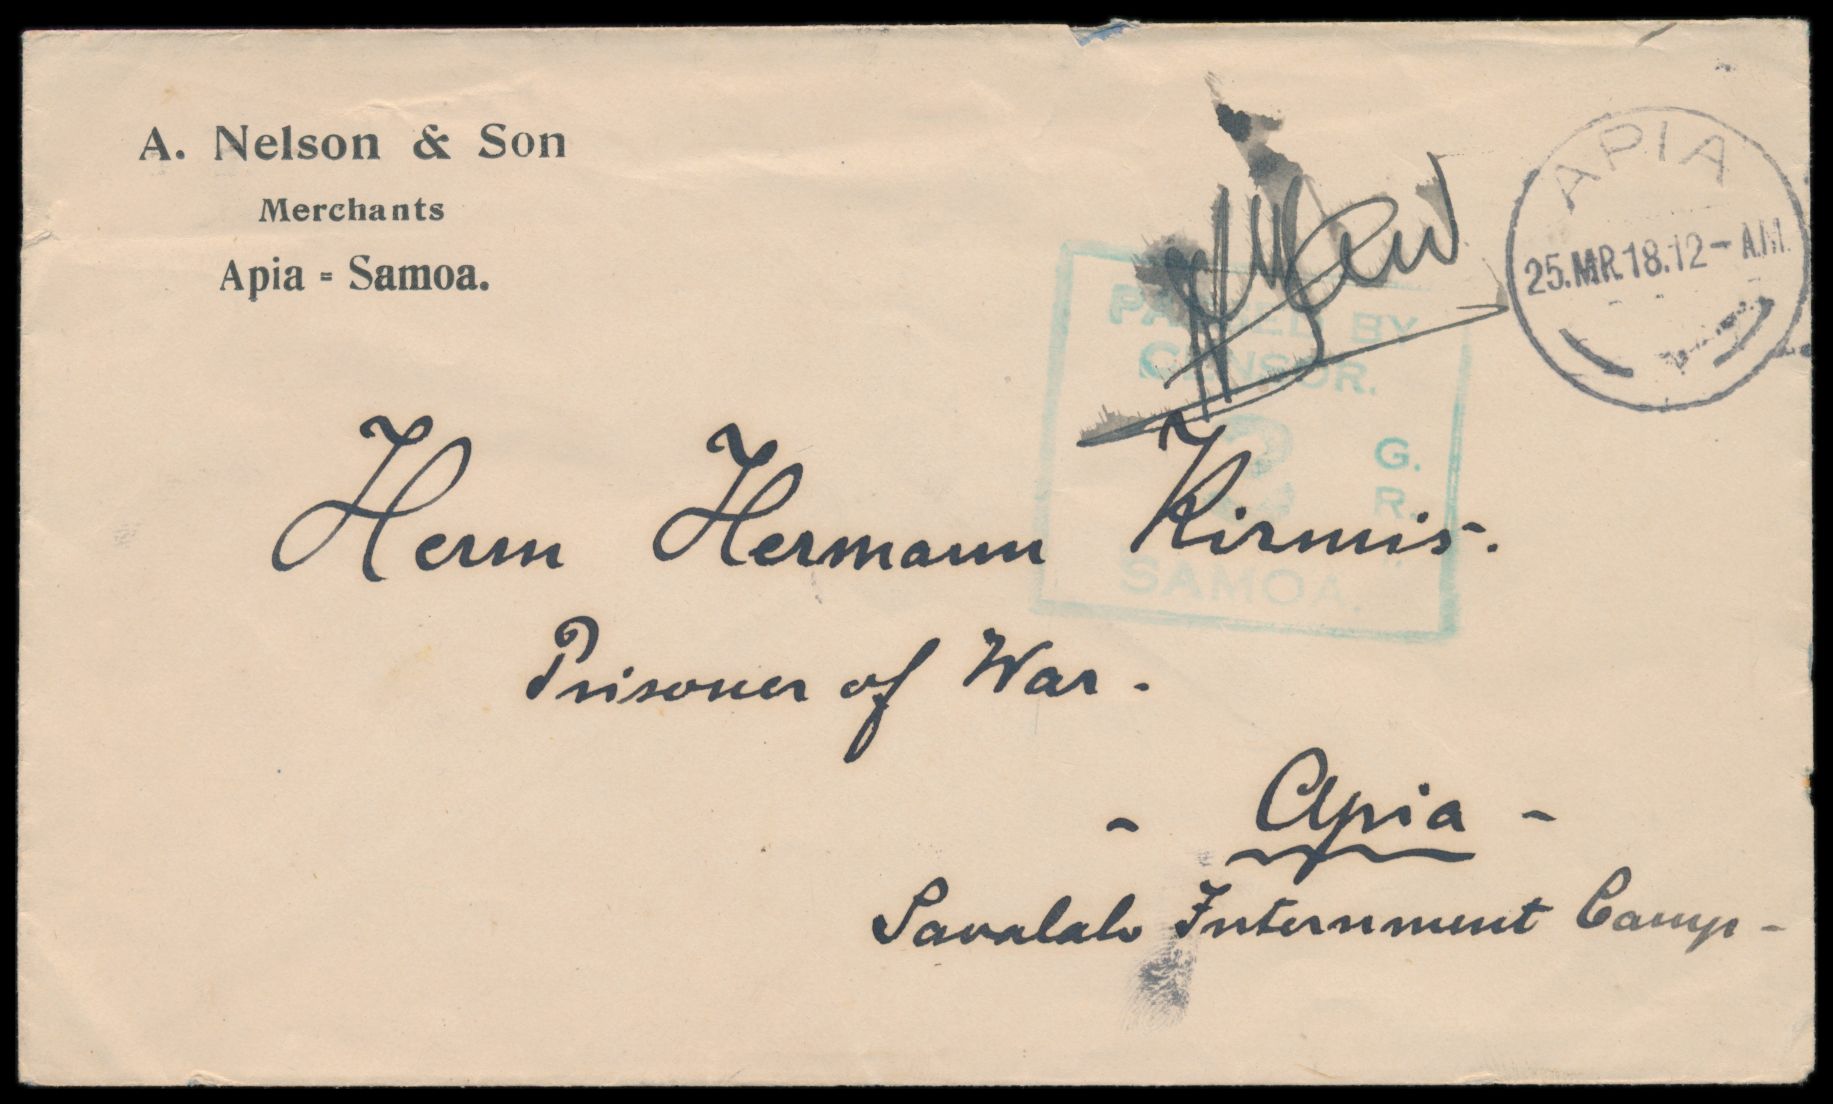 A. Nelson & Son
Merchants
Apia = Samoa.
APIA
25.MR.18.12-A.M.
PASSED BY
CENSOR.
2
G.
R.
SAMOA.
Herrn Hermann Kirmis.
Prisoner of War.
- Apia -
Savalalo Internment Camp -